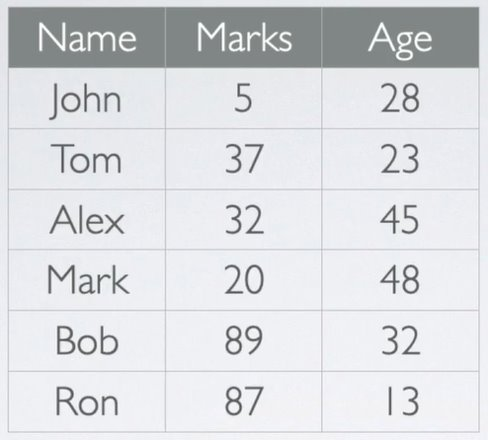 Name Marks Age
John 5 28
Tom 37 23
Alex 32 45
Mark 20 48
Bob 89 32
Ron 87 13